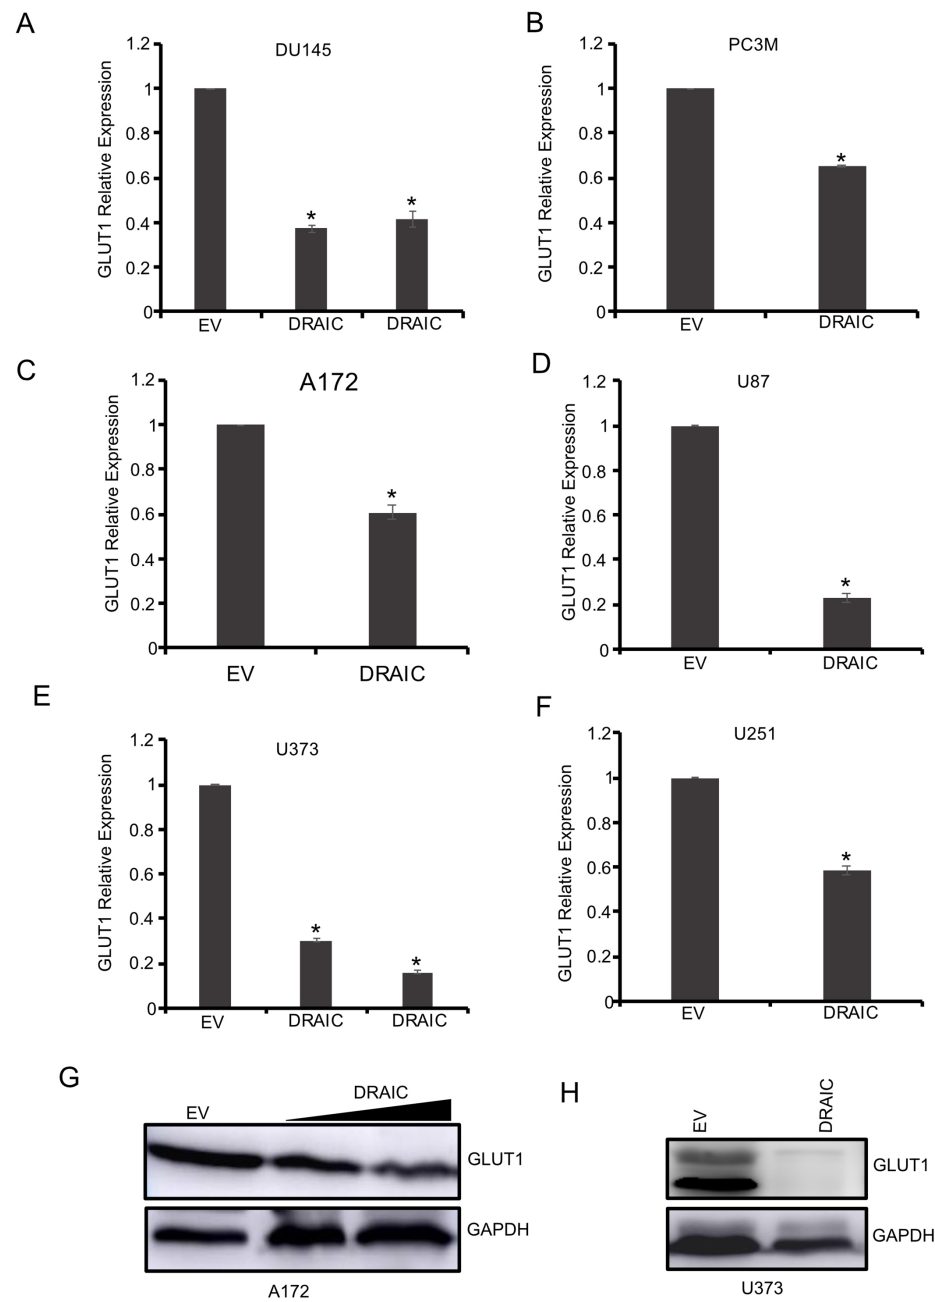 A
DU145
GLUT1 Relative Expression
1.2
1
0.8
0.6
0.4
0.2
0
*
*
EV
DRAIC
DRAIC
B
PC3M
GLUT1 Relative Expression
1.2
1
0.8
0.6
0.4
0.2
0
*
EV
DRAIC
C
A172
GLUT1 Relative Expression
1.2
1
0.8
0.6
0.4
0.2
0
*
EV
DRAIC
D
U87
GLUT1 Relative Expression
1.2
1
0.8
0.6
0.4
0.2
0
*
EV
DRAIC
E
U373
GLUT1 Relative Expression
1.2
1
0.8
0.6
0.4
0.2
0
*
*
EV
DRAIC
DRAIC
F
U251
GLUT1 Relative Expression
1.2
1
0.8
0.6
0.4
0.2
0
*
EV
DRAIC
G
EV
DRAIC
GLUT1
GAPDH
A172
H
EV
DRAIC
GLUT1
GAPDH
U373